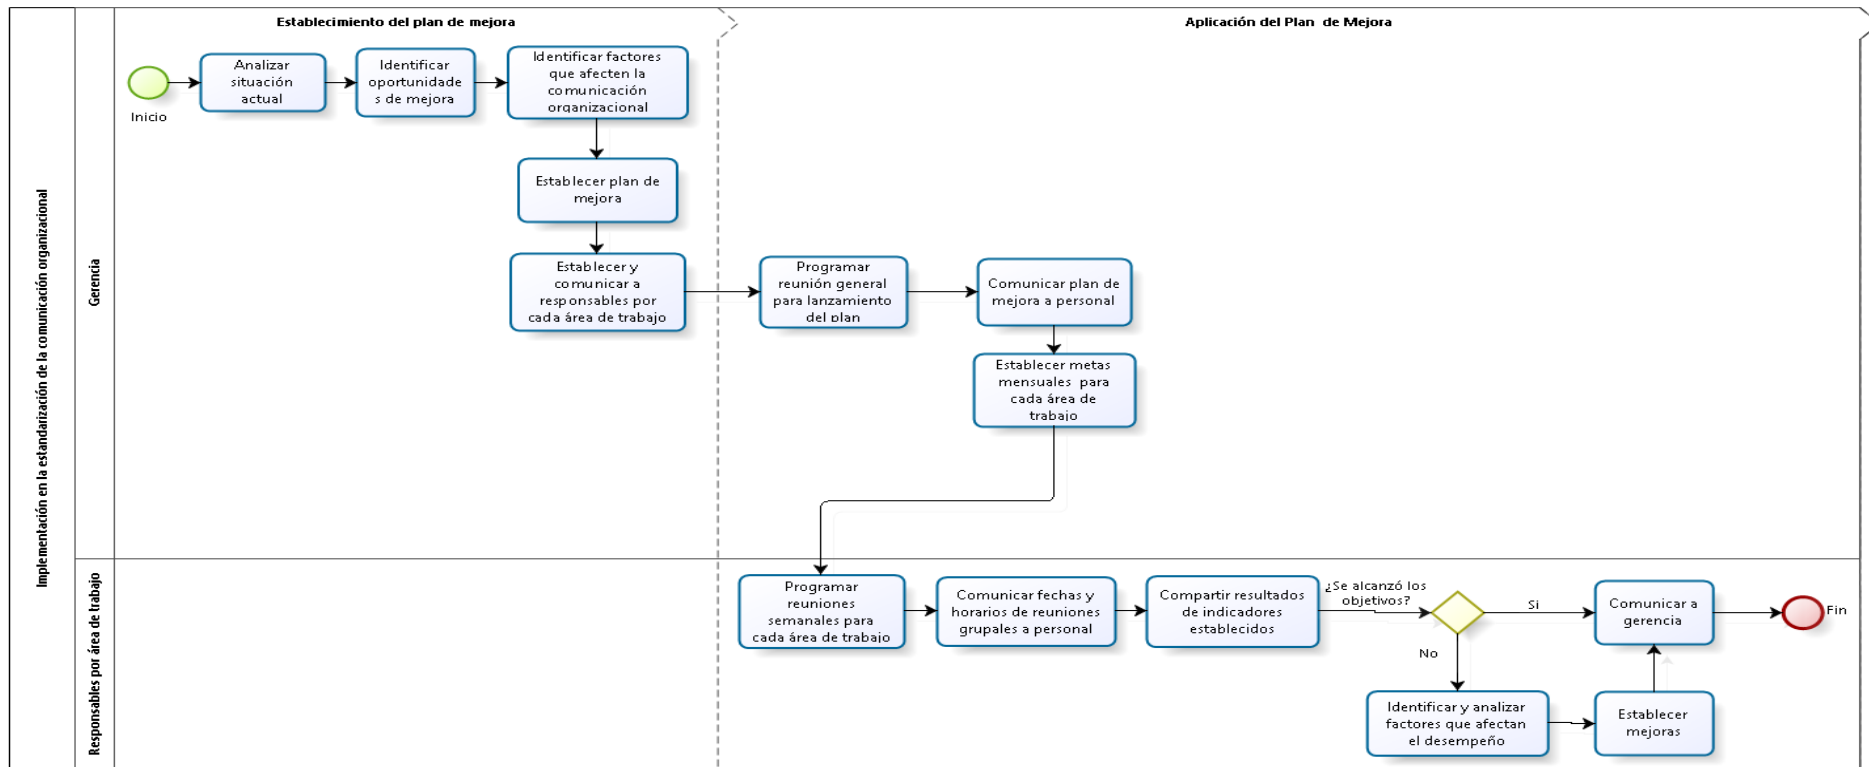 Establecimiento del plan de mejora
Aplicación del Plan de Mejora
Implementación en la estandarización de la comunicación organizacional
Gerencia
Inicio
Analizar
situación
actual
Identificar
oportunidade
s de mejora
Identificar factores
que afecten la
comunicación
organizacional
Establecer plan de
mejora
Establecer y
comunicar a
responsables por
cada área de trabajo
Programar
reunión general
para lanzamiento
del plan
Comunicar plan de
mejora a personal
Establecer metas
mensuales para
cada área de
trabajo
Responsables por área de trabajo
Programar
reuniones
semanales para
cada área de trabajo
Comunicar fechas y
horarios de reuniones
grupales a personal
Compartir resultados
de indicadores
establecidos
¿Se alcanzó los
objetivos?
Si
No
Comunicar a
gerencia
Fin
Identificar y analizar
factores que afectan
el desempeño
Establecer
mejoras